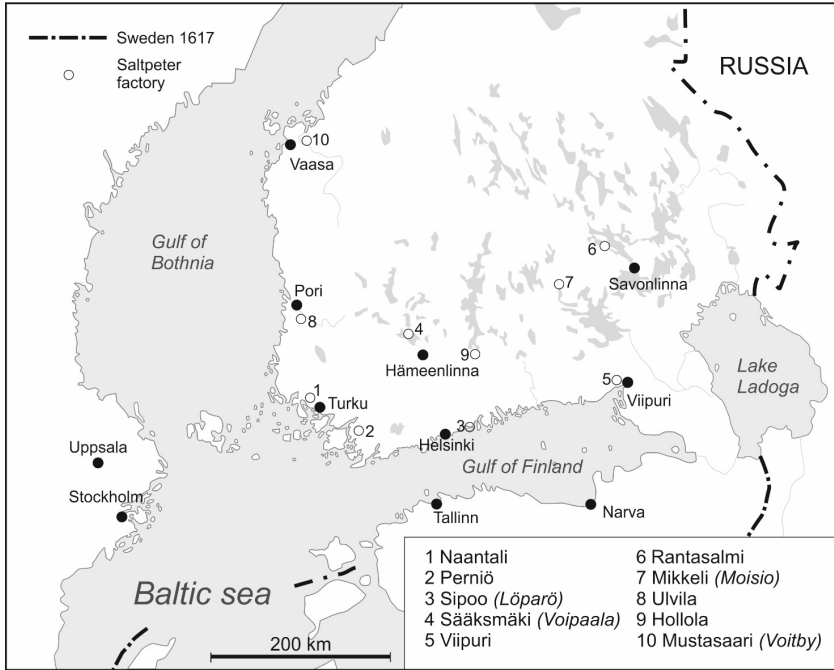 Sweden 1617
Saltpeter
factory
RUSSIA
10
Vaasa
Gulf of
Bothnia
6
Savonlinna
7
Pori
8
4
9
Hämeenlinna
Lake
Ladoga
5
Viipuri
1
Turku
2
3
Helsinki
Gulf of Finland
Uppsala
Stockholm
Tallinn
Narva
Baltic sea
200 km
1 Naantali
2 Perniö
3 Sipoo (Löparö)
4 Sääksmäki (Voipaala)
5 Viipuri
6 Rantasalmi
7 Mikkeli (Moisio)
8 Ulvila
9 Hollola
10 Mustasaari (Voitby)